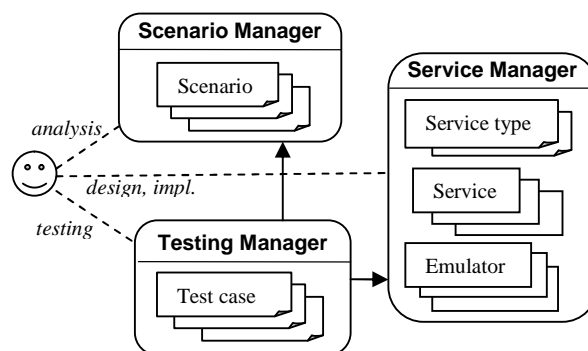 Scenario Manager
Scenario
Service Manager
Service type
Service
Emulator
analysis
design, impl.
testing
Testing Manager
Test case